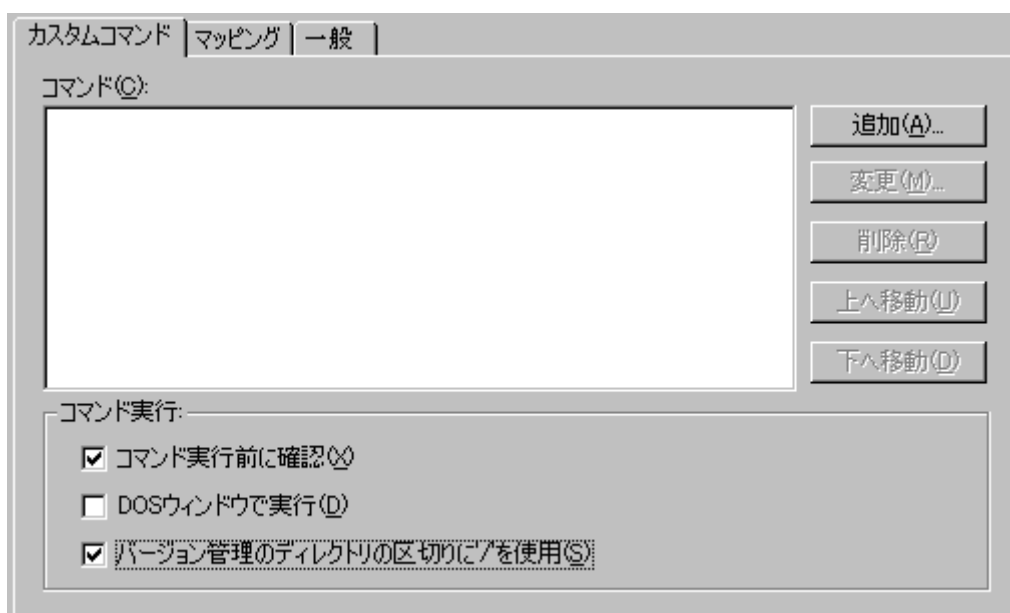 カスタムコマンド マッピング 一般
コマンド(C):
追加(A)...
変更(M)...
削除(R)
上へ移動(U)
下へ移動(D)
コマンド実行:
コマンド実行前に確認(X)
DOSウィンドウで実行(D)
バージョン管理のディレクトリの区切りに'/'を使用(S)